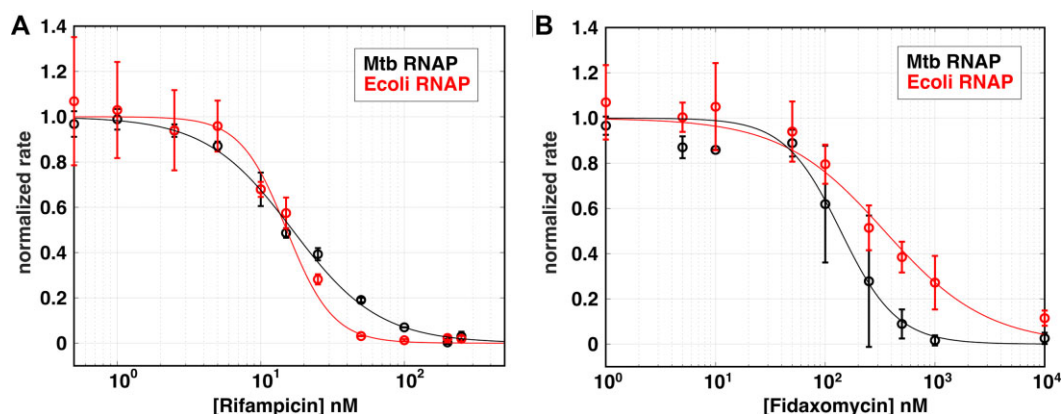 A
1.4
1.2
1.0
0.8
0.6
0.4
0.2
0
normalized rate
Mtb RNAP
Ecoli RNAP
10^0
10^1
10^2
[Rifampicin] nM
B
1.4
1.2
1.0
0.8
0.6
0.4
0.2
0
normalized rate
Mtb RNAP
Ecoli RNAP
10^0
10^1
10^2
10^3
10^4
[Fidaxomycin] nM